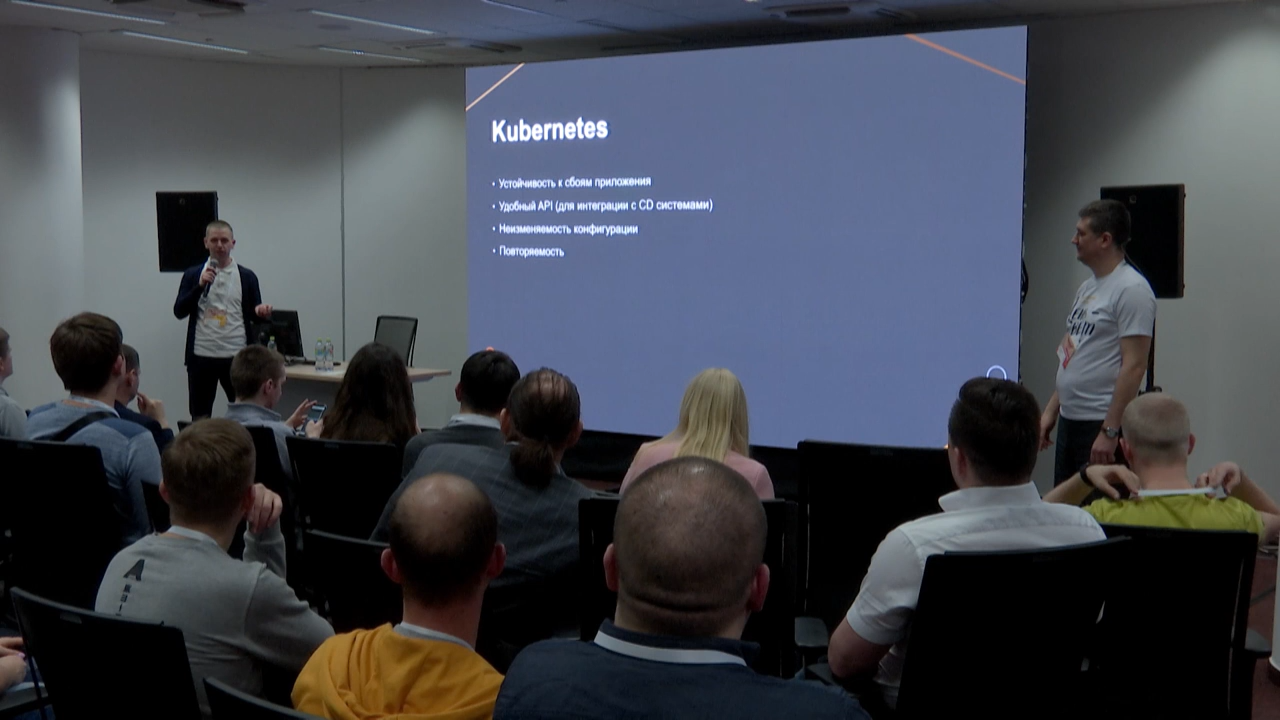 Kubernetes
• Устойчивость к сбоям приложения
• Удобный API (для интеграции с CD системами)
• Неизменяемость конфигурации
• Повторяемость